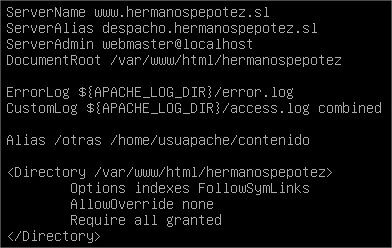 ServerName www.hermanospepotez.sl
ServerAlias despacho.hermanospepotez.sl
ServerAdmin webmaster@localhost
DocumentRoot /var/www/html/hermanospepotez
ErrorLog ${APACHE_LOG_DIR}/error.log
CustomLog ${APACHE_LOG_DIR}/access.log combined
Alias /otras /home/usuapache/contenido
<Directory /var/www/html/hermanospepotez>
Options indexes FollowSymLinks
AllowOverride none
Require all granted
</Directory>